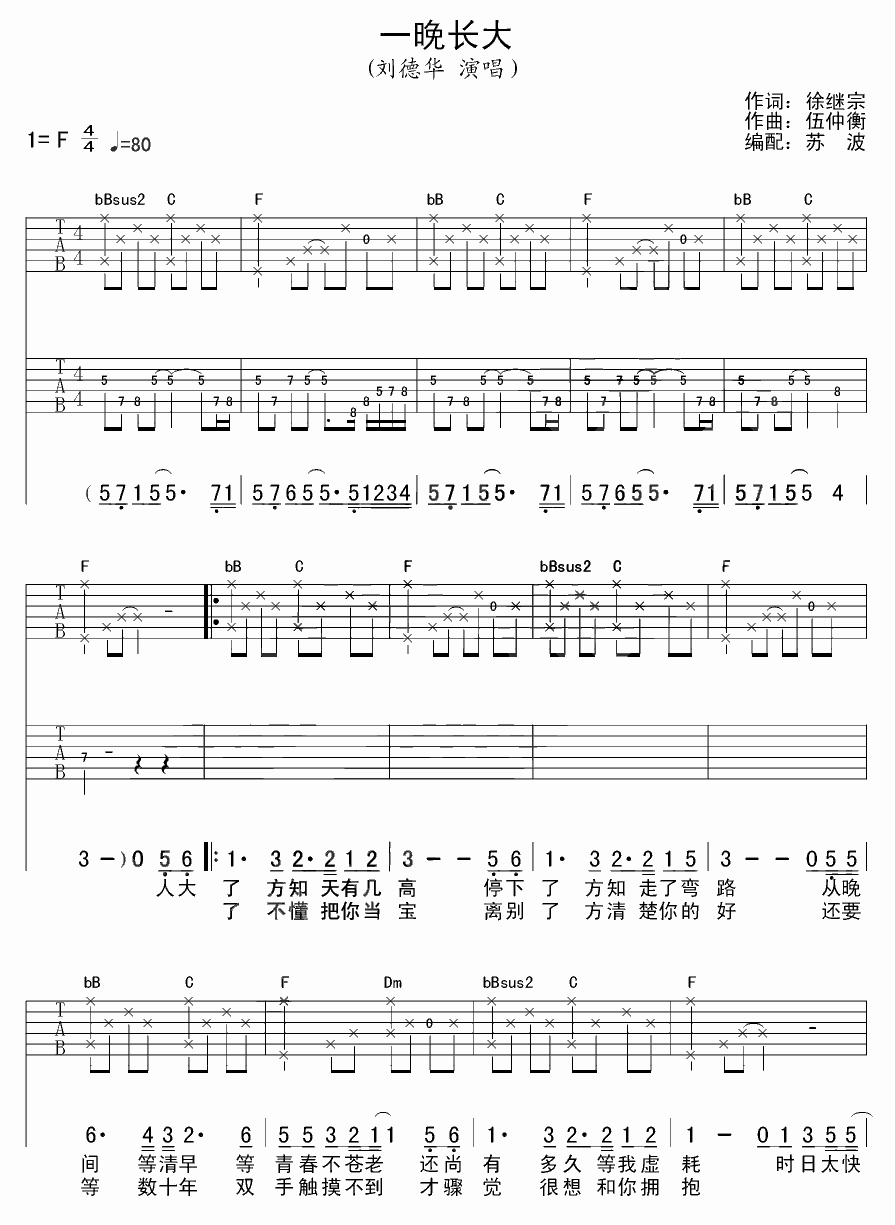 一晚长大
(刘德华 演唱)
作词：徐继宗
作曲：伍仲衡
编配：苏 波
1= F 4/4 ♩=80
bBsus2 C F bB C F bB C
T A B 4 4 0 0
T A B 4 4 5 7 8 5 5 5 7 8 5 7 7 5 5 8 8 5 7 8 5 7 8 5 5 5 7 8 5 7 7 5 5 5 7 8 5 7 8 5 5 8
( 5 7 1 5 5· 7 1 | 5 7 6 5 5· 5 1 2 3 4 | 5 7 1 5 5· 7 1 | 5 7 6 5 5· 7 1 | 5 7 1 5 5 4 |
F bB C F bBsus2 C F
T A B – 0 0
T A B 7 –
3 – ) 0 5 6 |: 1· 3 2· 2 1 2 | 3 – – 5 6 | 1· 3 2· 2 1 5 | 3 – – 0 5 5 |
人大 了 方知 天有几 高 停下 了 方知 走了弯 路 从晚
了 不懂 把你当 宝 离别 了 方清 楚你的 好 还要
bB C F Dm bBsus2 C F
T A B 0 –
6· 4 3 2· 6 | 5 5 3 2 1 1 5 6 | 1· 3 2· 2 1 2 | 1 – 0 1 3 5 5 |
间 等清早 等 青春不苍老 还尚 有 多久 等我虚 耗 时日太快
等 数十年 双 手触摸不到 才骤 觉 很想 和你拥 抱